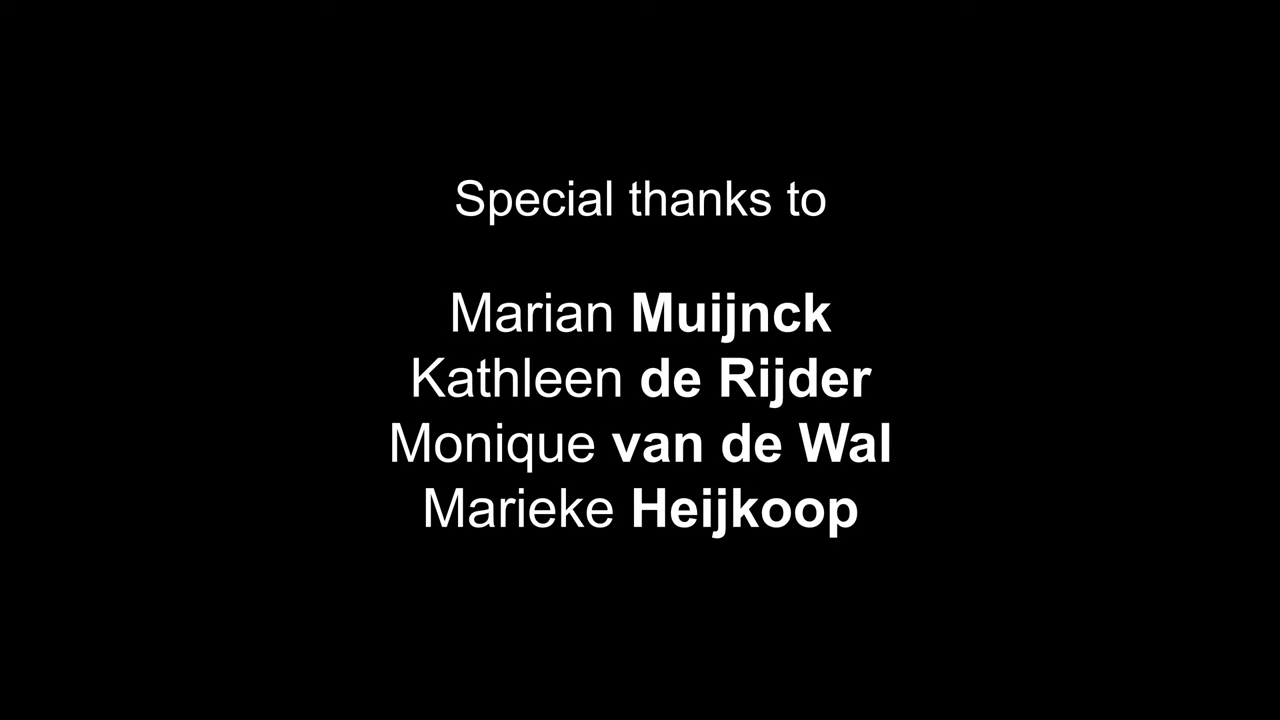 Special thanks to
Marian Muijnck
Kathleen de Rijder
Monique van de Wal
Marieke Heijkoop